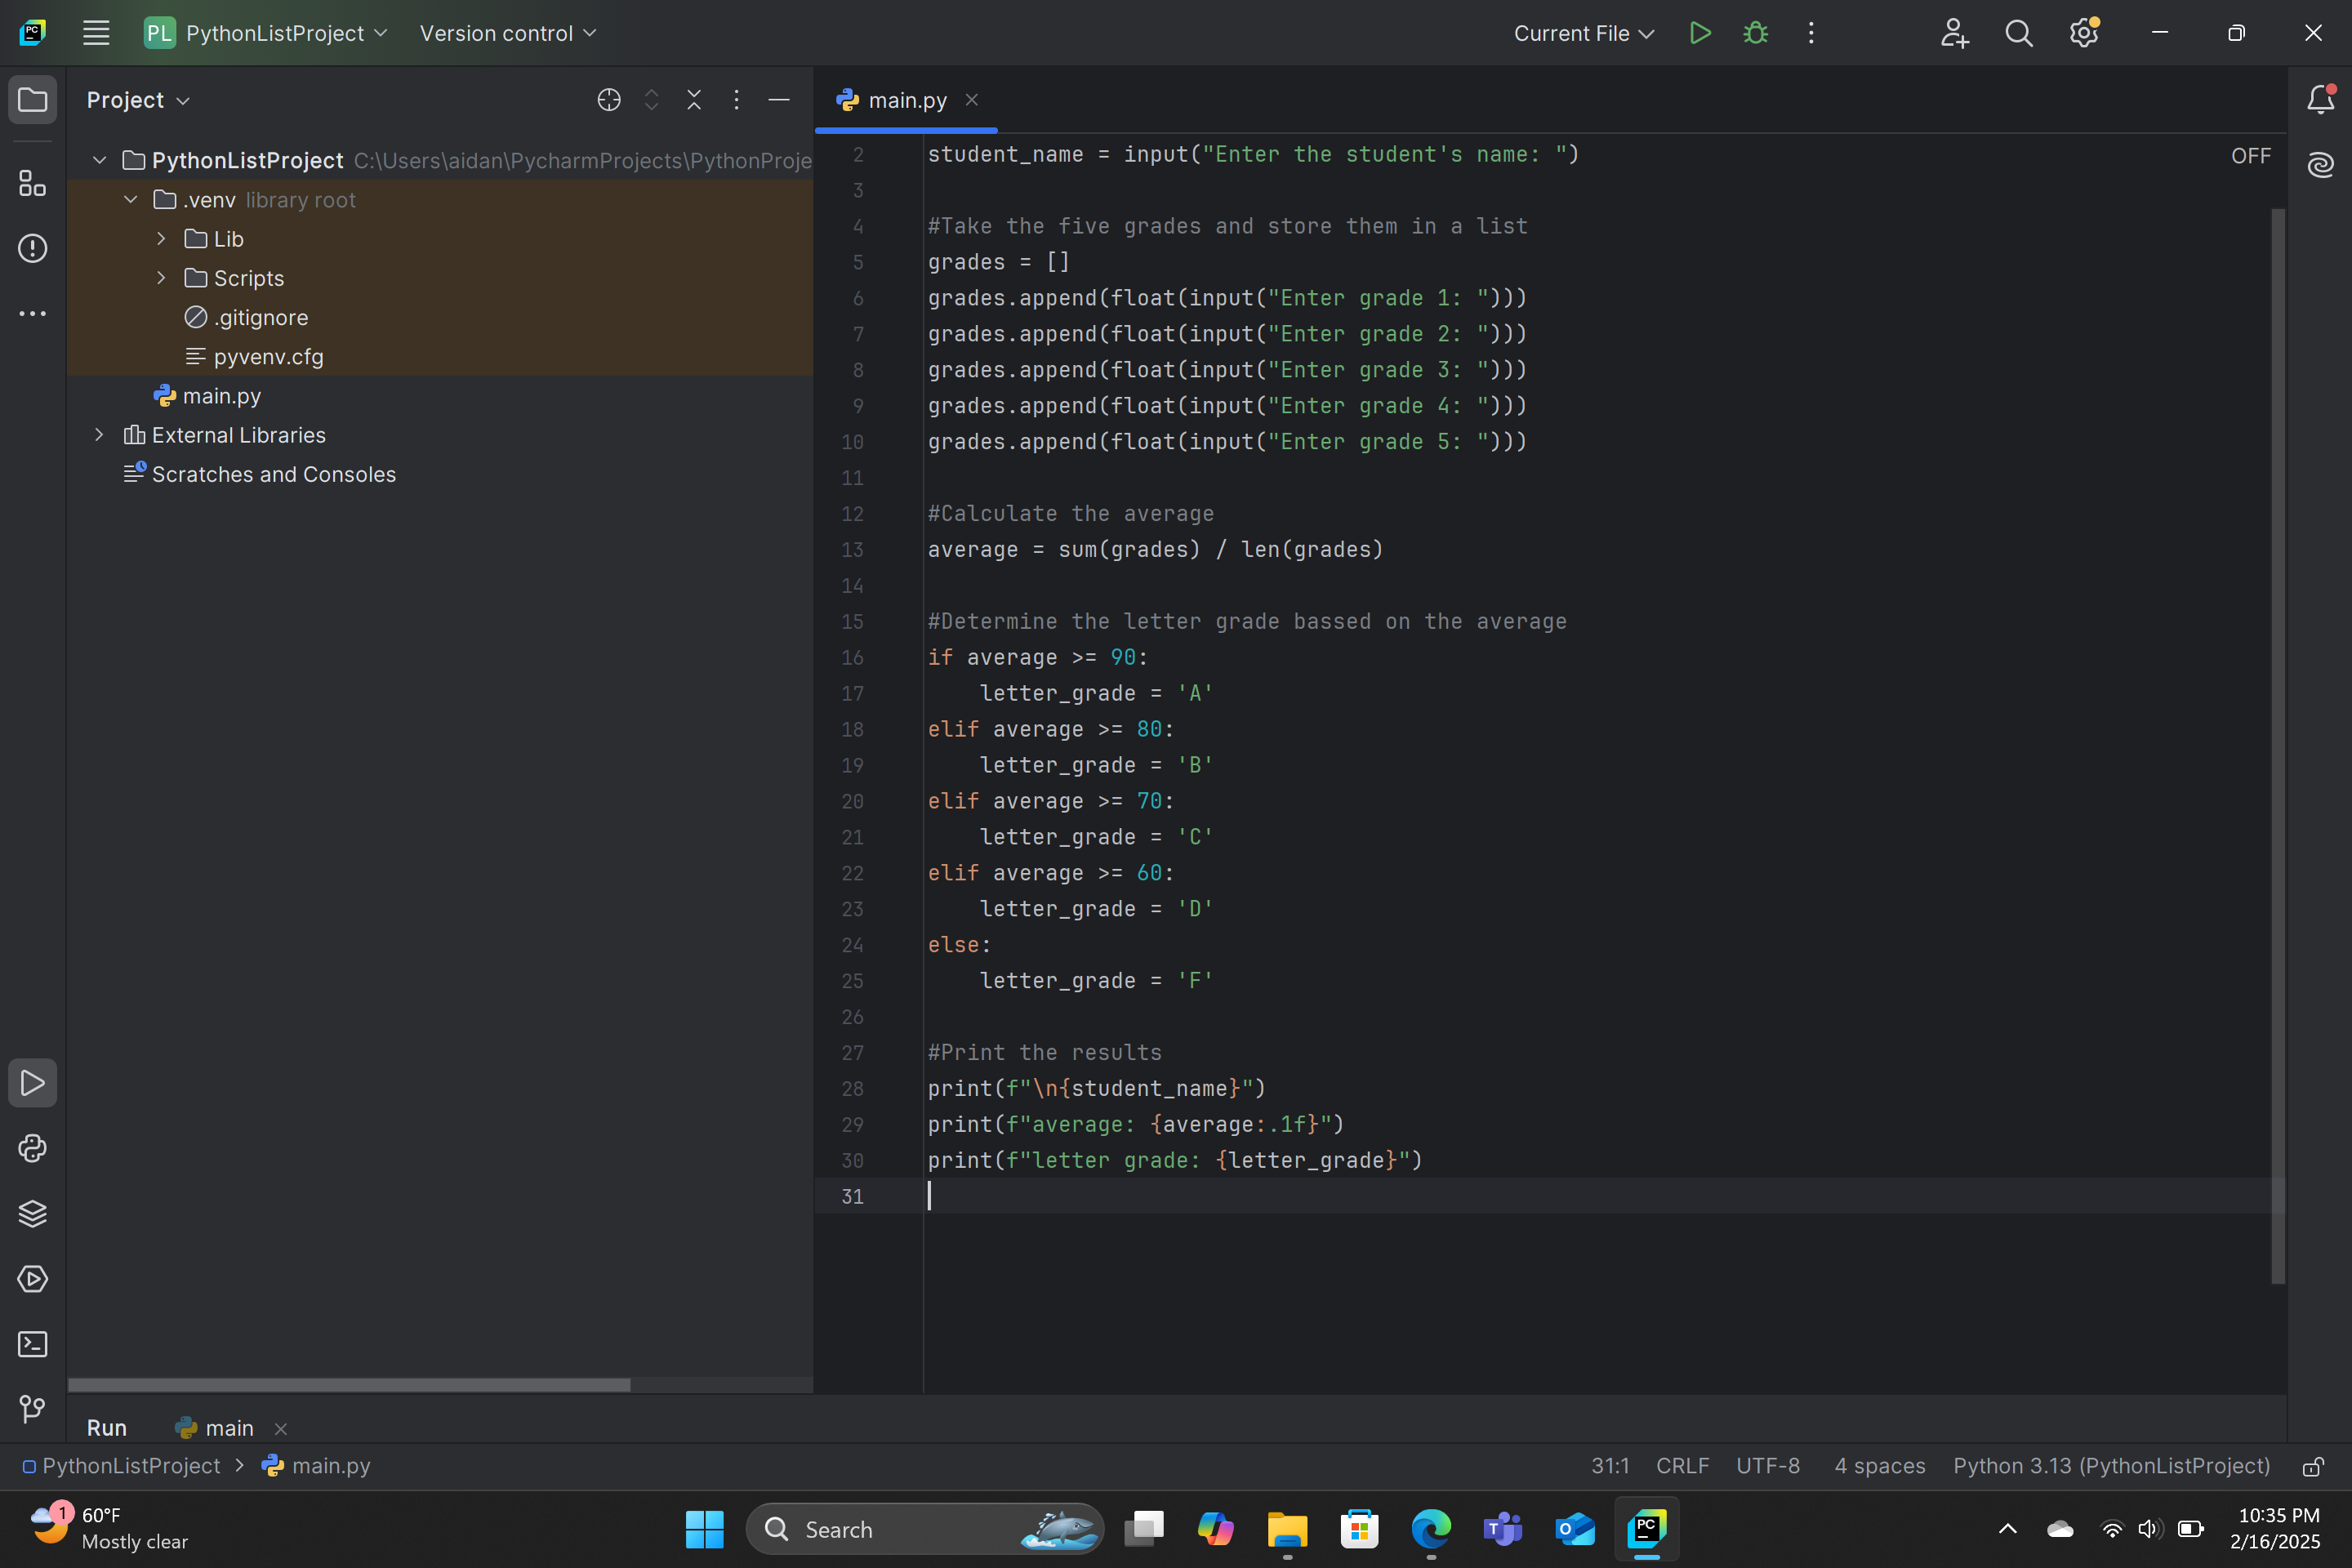 PL PythonListProject Version control Current File
Project
main.py
PythonListProject C:\Users\aidan\PycharmProjects\PythonProje
.venv library root
Lib
Scripts
.gitignore
pyvenv.cfg
main.py
External Libraries
Scratches and Consoles
OFF
2 student_name = input("Enter the student's name: ")
3
4 #Take the five grades and store them in a list
5 grades = []
6 grades.append(float(input("Enter grade 1: ")))
7 grades.append(float(input("Enter grade 2: ")))
8 grades.append(float(input("Enter grade 3: ")))
9 grades.append(float(input("Enter grade 4: ")))
10 grades.append(float(input("Enter grade 5: ")))
11
12 #Calculate the average
13 average = sum(grades) / len(grades)
14
15 #Determine the letter grade bassed on the average
16 if average >= 90:
17     letter_grade = 'A'
18 elif average >= 80:
19     letter_grade = 'B'
20 elif average >= 70:
21     letter_grade = 'C'
22 elif average >= 60:
23     letter_grade = 'D'
24 else:
25     letter_grade = 'F'
26
27 #Print the results
28 print(f"\n{student_name}")
29 print(f"average: {average:.1f}")
30 print(f"letter grade: {letter_grade}")
31
Run main
PythonListProject > main.py 31:1 CRLF UTF-8 4 spaces Python 3.13 (PythonListProject)
1 60°F
Mostly clear
Search
PC
10:35 PM
2/16/2025